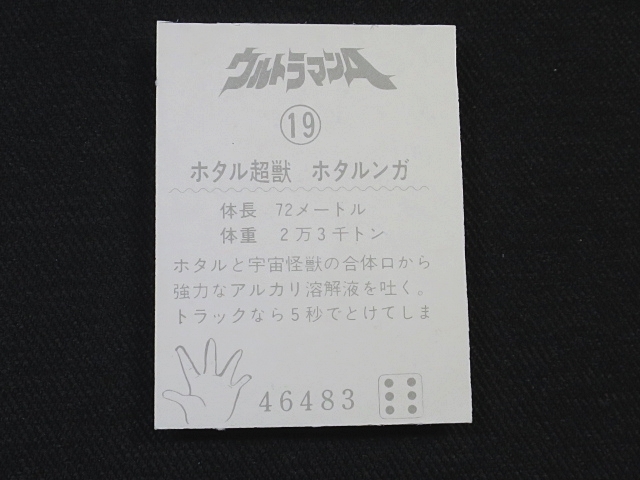 ウルトラマンA
19
ホタル超獣 ホタルンガ
体長 72メートル
体重 2万3千トン
ホタルと宇宙怪獣の合体口から
強力なアルカリ溶解液を吐く。
トラックなら5秒でとけてしま
46483